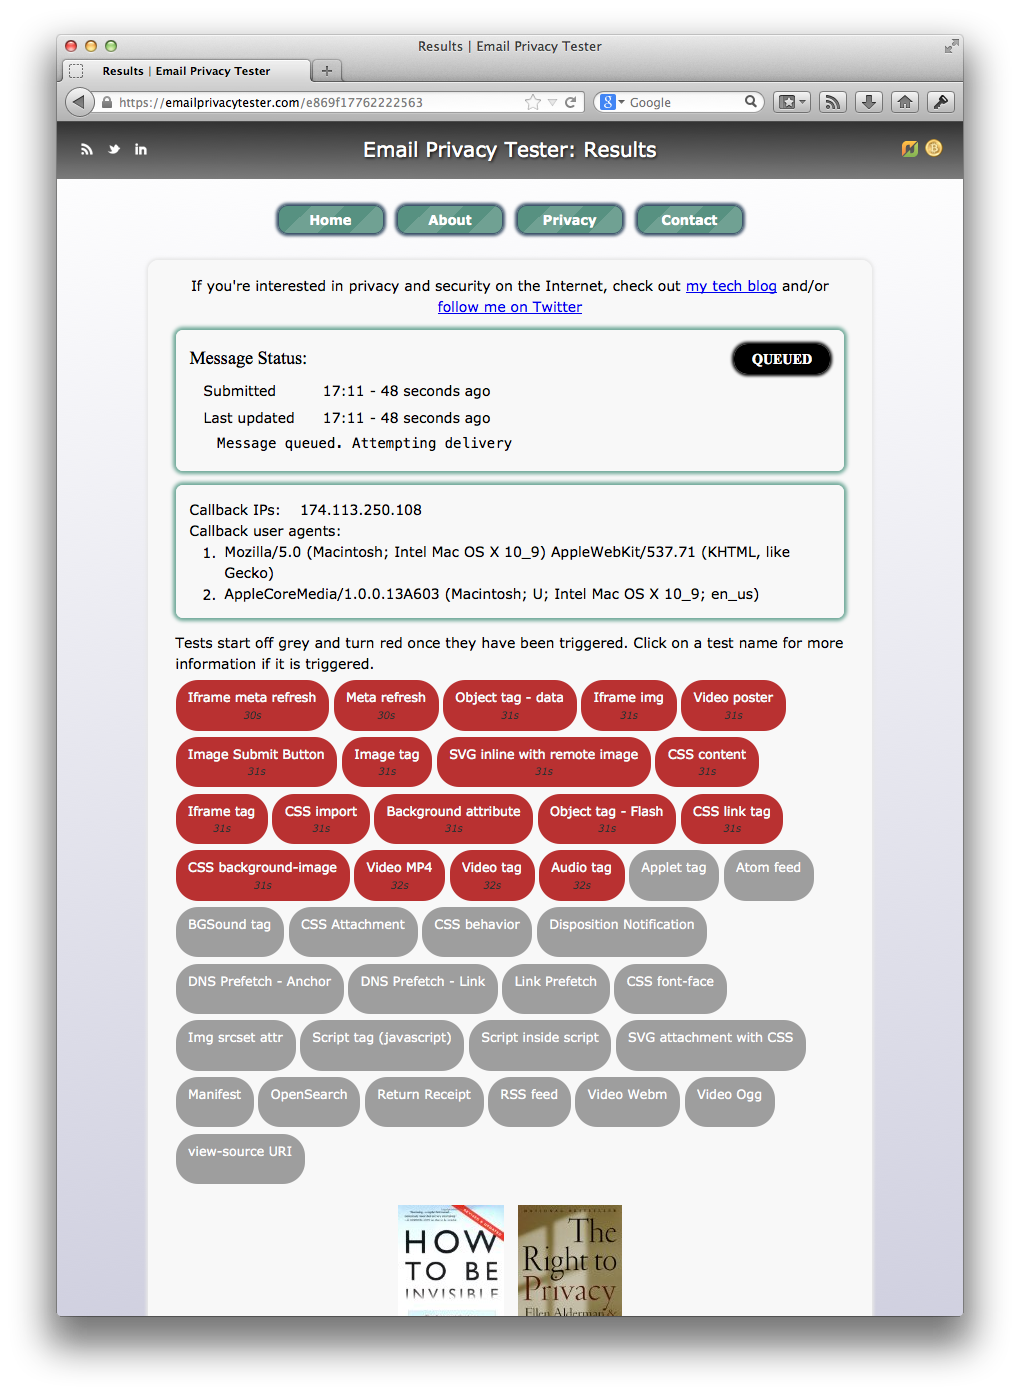 Results | Email Privacy Tester
Results | Email Privacy Tester
https://emailprivacytester.com/e869f17762222563
Google
Email Privacy Tester: Results
Home About Privacy Contact
If you're interested in privacy and security on the Internet, check out my tech blog and/or
follow me on Twitter
Message Status:
QUEUED
Submitted 17:11 - 48 seconds ago
Last updated 17:11 - 48 seconds ago
Message queued. Attempting delivery
Callback IPs: 174.113.250.108
Callback user agents:
1. Mozilla/5.0 (Macintosh; Intel Mac OS X 10_9) AppleWebKit/537.71 (KHTML, like
Gecko)
2. AppleCoreMedia/1.0.0.13A603 (Macintosh; U; Intel Mac OS X 10_9; en_us)
Tests start off grey and turn red once they have been triggered. Click on a test name for more
information if it is triggered.
Iframe meta refresh Meta refresh Object tag - data Iframe img Video poster
30s 30s 31s 31s 31s
Image Submit Button Image tag SVG inline with remote image CSS content
31s 31s 31s 31s
Iframe tag CSS import Background attribute Object tag - Flash CSS link tag
31s 31s 31s 31s 31s
CSS background-image Video MP4 Video tag Audio tag Applet tag Atom feed
31s 32s 32s 32s
BGSound tag CSS Attachment CSS behavior Disposition Notification
DNS Prefetch - Anchor DNS Prefetch - Link Link Prefetch CSS font-face
Img srcset attr Script tag (javascript) Script inside script SVG attachment with CSS
Manifest OpenSearch Return Receipt RSS feed Video Webm Video Ogg
view-source URI
HOW
TO BE
INVISIBLE
NATIONAL BESTSELLER
The
Right to
Privacy
Ellen Alderman &